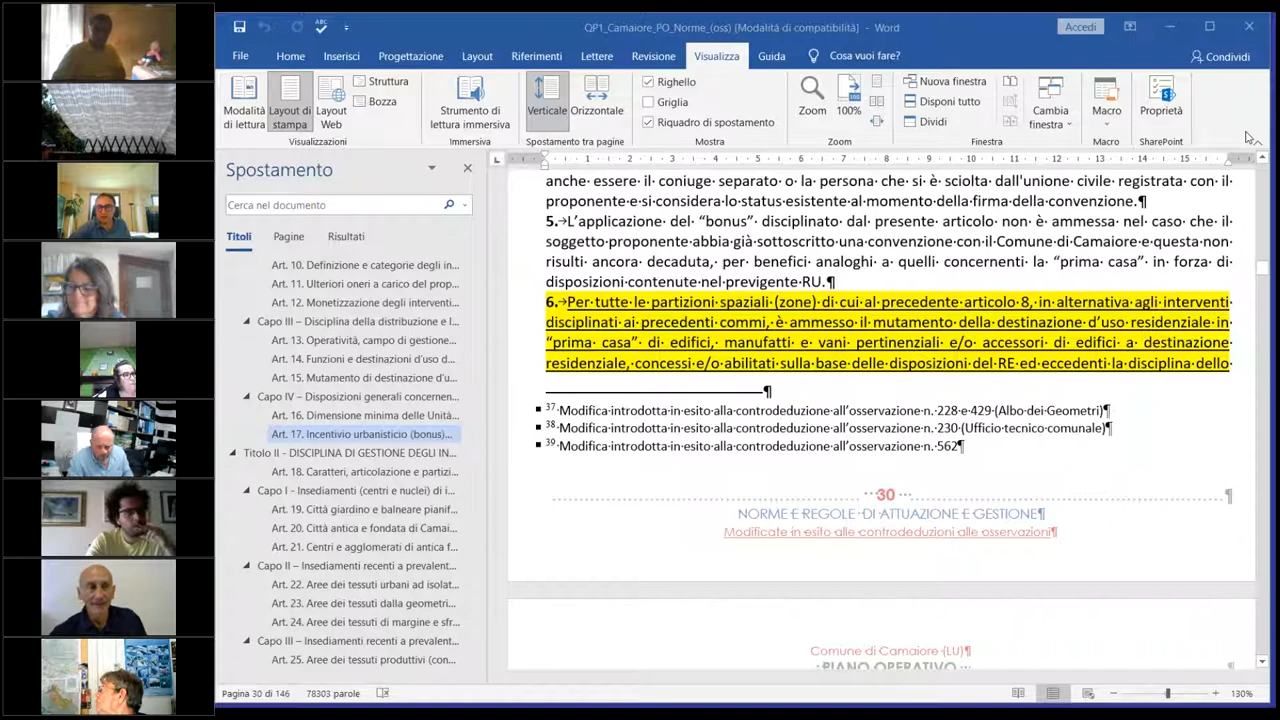 QP1_Camaiore_PO_Norme_(oss) [Modalità di compatibilità] - Word
Accedi
File Home Inserisci Progettazione Layout Riferimenti Lettere Revisione Visualizza Guida Cosa vuoi fare? Condividi
Modalità di lettura
Layout di stampa
Layout Web
Struttura
Bozza
Visualizzazioni
Strumento di lettura immersiva
Immersiva
Verticale
Orizzontale
Spostamento tra pagine
Righello
Griglia
Riquadro di spostamento
Mostra
Zoom
100%
Zoom
Nuova finestra
Disponi tutto
Dividi
Cambia finestra
Finestra
Macro
Macro
Proprietà
SharePoint
Spostamento
Cerca nel documento
Titoli Pagine Risultati
Art. 10. Definizione e categorie degli in...
Art. 11. Ulteriori oneri a carico del prop...
Art. 12. Monetizzazione degli interventi...
Capo III – Disciplina della distribuzione e l...
Art. 13. Operatività, campo di gestione...
Art. 14. Funzioni e destinazioni d'uso d...
Art. 15. Mutamento di destinazione d'u...
Capo IV – Disposizioni generali concernen...
Art. 16. Dimensione minima delle Unità...
Art. 17. Incentivo urbanisticio (bonus)...
Titolo II - DISCIPLINA DI GESTIONE DEGLI IN...
Art. 18. Caratteri, articolazione e partizi...
Capo I - Insediamenti (centri e nuclei) di i...
Art. 19. Città giardino e balneare pianif...
Art. 20. Città antica e fondata di Camai...
Art. 21. Centri e agglomerati di antica f...
Capo II – Insediamenti recenti a prevalent...
Art. 22. Aree dei tessuti urbani ad isolat...
Art. 23. Aree dei tessuti dalla geometri...
Art. 24. Aree dei tessuti di margine e sfr...
Capo III – Insediamenti recenti a prevalent...
Art. 25. Aree dei tessuti produttivi (con...
1 1 2 3 4 5 6 7 8 9 10 11 12 13 14 15
anche essere il coniuge separato o la persona che si è sciolta dall'unione civile registrata con il
proponente e si considera lo status esistente al momento della firma della convenzione.¶
5.→L'applicazione del “bonus” disciplinato dal presente articolo non è ammessa nel caso che il
soggetto proponente abbia già sottoscritto una convenzione con il Comune di Camaiore e questa non
risulti ancora decaduta, per benefici analoghi a quelli concernenti la “prima casa” in forza di
disposizioni contenute nel previgente RU.¶
6.→Per tutte le partizioni spaziali (zone) di cui al precedente articolo 8, in alternativa agli interventi
disciplinati ai precedenti commi, è ammesso il mutamento della destinazione d'uso residenziale in
“prima casa” di edifici, manufatti e vani pertinenziali e/o accessori di edifici a destinazione
residenziale, concessi e/o abilitati sulla base delle disposizioni del RE ed eccedenti la disciplina dello
¶
37 Modifica introdotta in esito alla controdeduzione all'osservazione n. 228 e 429 (Albo dei Geometri)¶
38 Modifica introdotta in esito alla controdeduzione all'osservazione n. 230 (Ufficio tecnico comunale)¶
39 Modifica introdotta in esito alla controdeduzione all'osservazione n. 562¶
30 ¶
NORME E REGOLE DI ATTUAZIONE E GESTIONE¶
Modificate in esito alle controdeduzioni alle osservazioni¶
Comune di Camaiore (LU)¶
PIANO OPERATIVO ¶
Pagina 30 di 146 78303 parole
130%